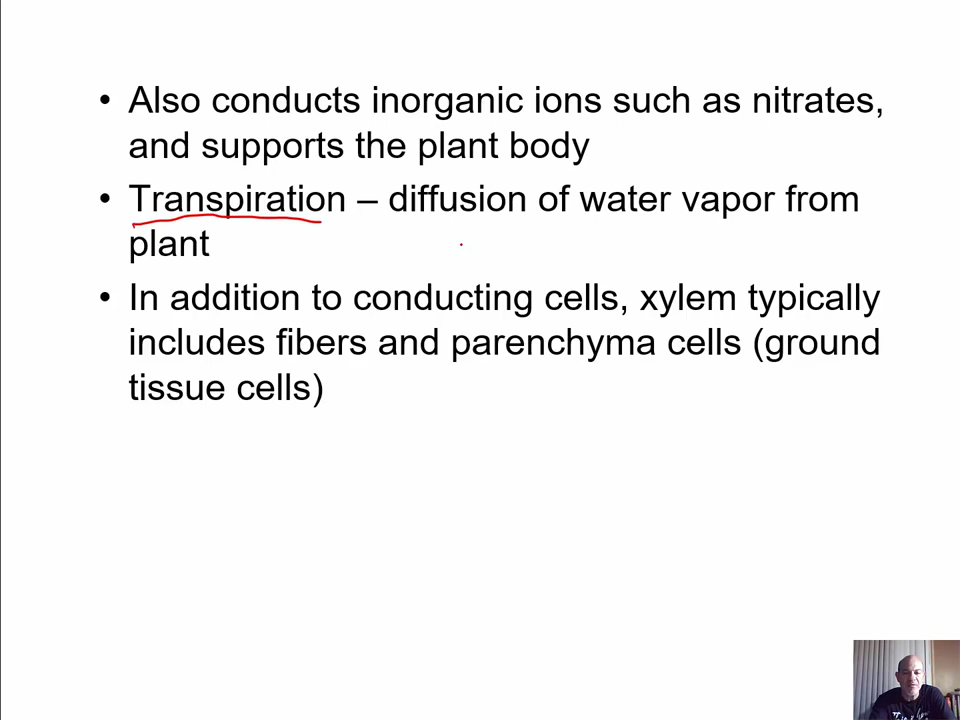 • Also conducts inorganic ions such as nitrates,
and supports the plant body
• Transpiration – diffusion of water vapor from
plant
• In addition to conducting cells, xylem typically
includes fibers and parenchyma cells (ground
tissue cells)